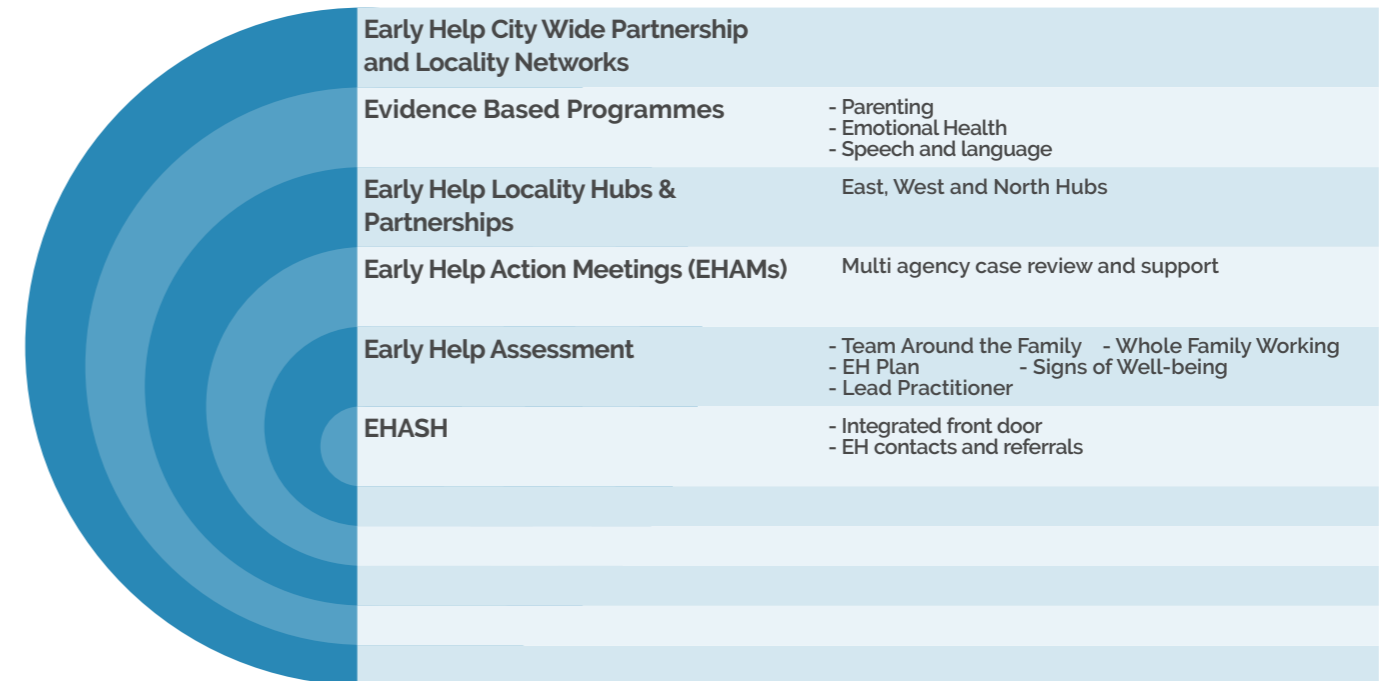 Early Help City Wide Partnership
and Locality Networks
Evidence Based Programmes
- Parenting
- Emotional Health
- Speech and language
Early Help Locality Hubs &
Partnerships
East, West and North Hubs
Early Help Action Meetings (EHAMs)
Multi agency case review and support
Early Help Assessment
- Team Around the Family - Whole Family Working
- EH Plan - Signs of Well-being
- Lead Practitioner
EHASH
- Integrated front door
- EH contacts and referrals